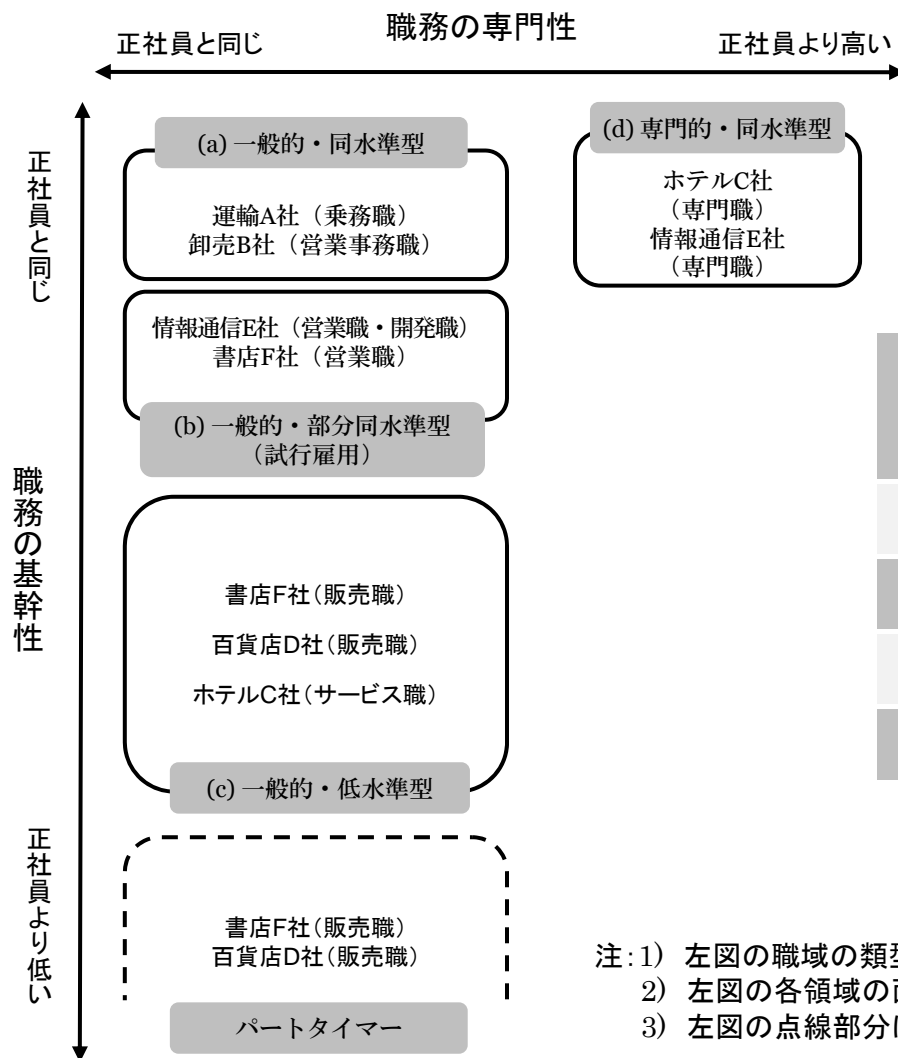 職務の専門性
正社員と同じ
正社員より高い
正社員と同じ
職務の基幹性
正社員より低い
(a) 一般的・同水準型
運輸A社（乗務職）
卸売B社（営業事務職）
(d) 専門的・同水準型
ホテルC社
（専門職）
情報通信E社
（専門職）
情報通信E社（営業職・開発職）
書店F社（営業職）
(b) 一般的・部分同水準型
（試行雇用）
書店F社（販売職）
百貨店D社（販売職）
ホテルC社（サービス職）
(c) 一般的・低水準型
書店F社（販売職）
百貨店D社（販売職）
パートタイマー
注：1) 左図の職域の類型
2) 左図の各領域の
3) 左図の点線部分